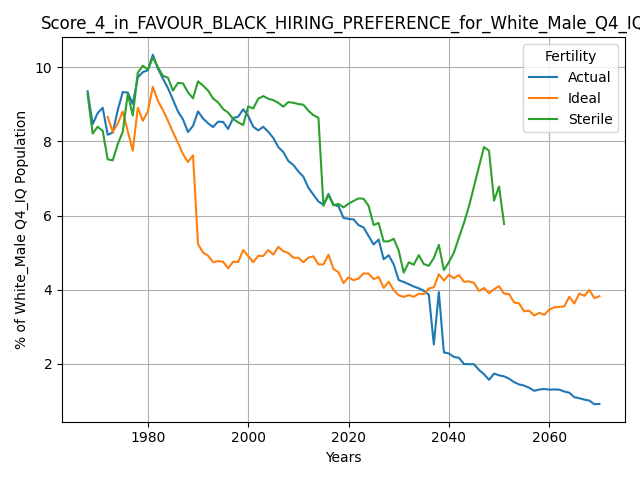 Score_4_in_FAVOUR_BLACK_HIRING_PREFERENCE_for_White_Male_Q4_IQ
Fertility
Actual
Ideal
Sterile
% of White_Male Q4_IQ Population
10
8
6
4
2
1980
2000
2020
2040
2060
Years